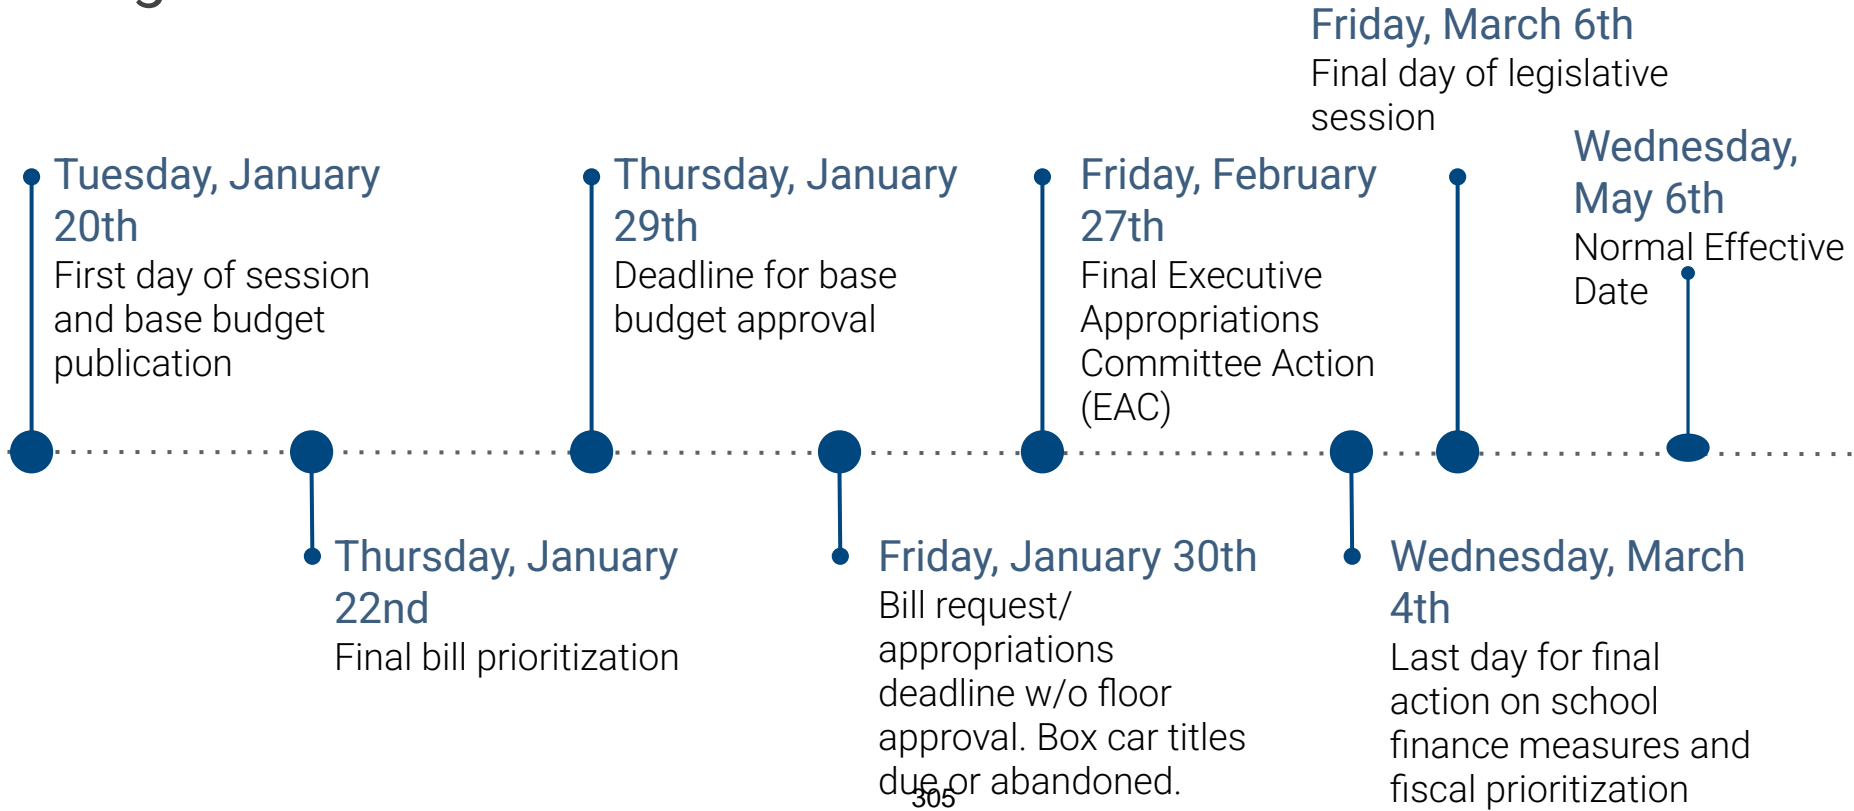 Friday, March 6th
Final day of legislative
session
Wednesday,
May 6th
Normal Effective
Date
Tuesday, January
20th
First day of session
and base budget
publication
Thursday, January
29th
Deadline for base
budget approval
Friday, February
27th
Final Executive
Appropriations
Committee Action
(EAC)
Thursday, January
22nd
Final bill prioritization
Friday, January 30th
Bill request/
appropriations
deadline w/o floor
approval. Box car titles
due or abandoned.
Wednesday, March
4th
Last day for final
action on school
finance measures and
fiscal prioritization
305